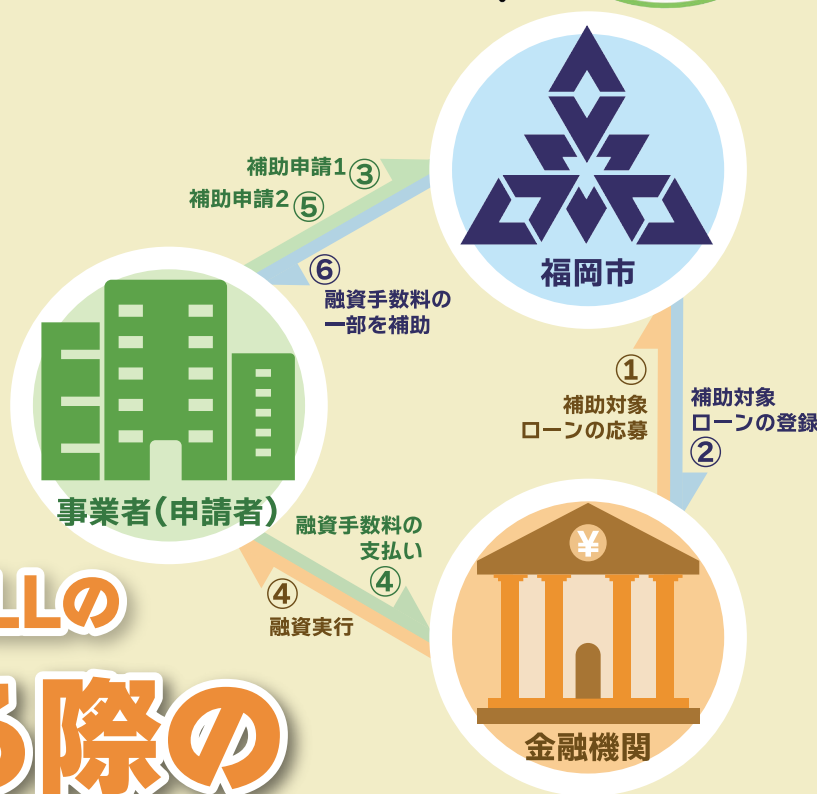 補助申請1③
補助申請2⑤
⑥
融資手数料の
一部を補助
福岡市
①
補助対象
ローンの応募
補助対象
ローンの登録
②
事業者(申請者)
融資手数料の
支払い
④
④
融資実行
¥
金融機関
LLの
る際の